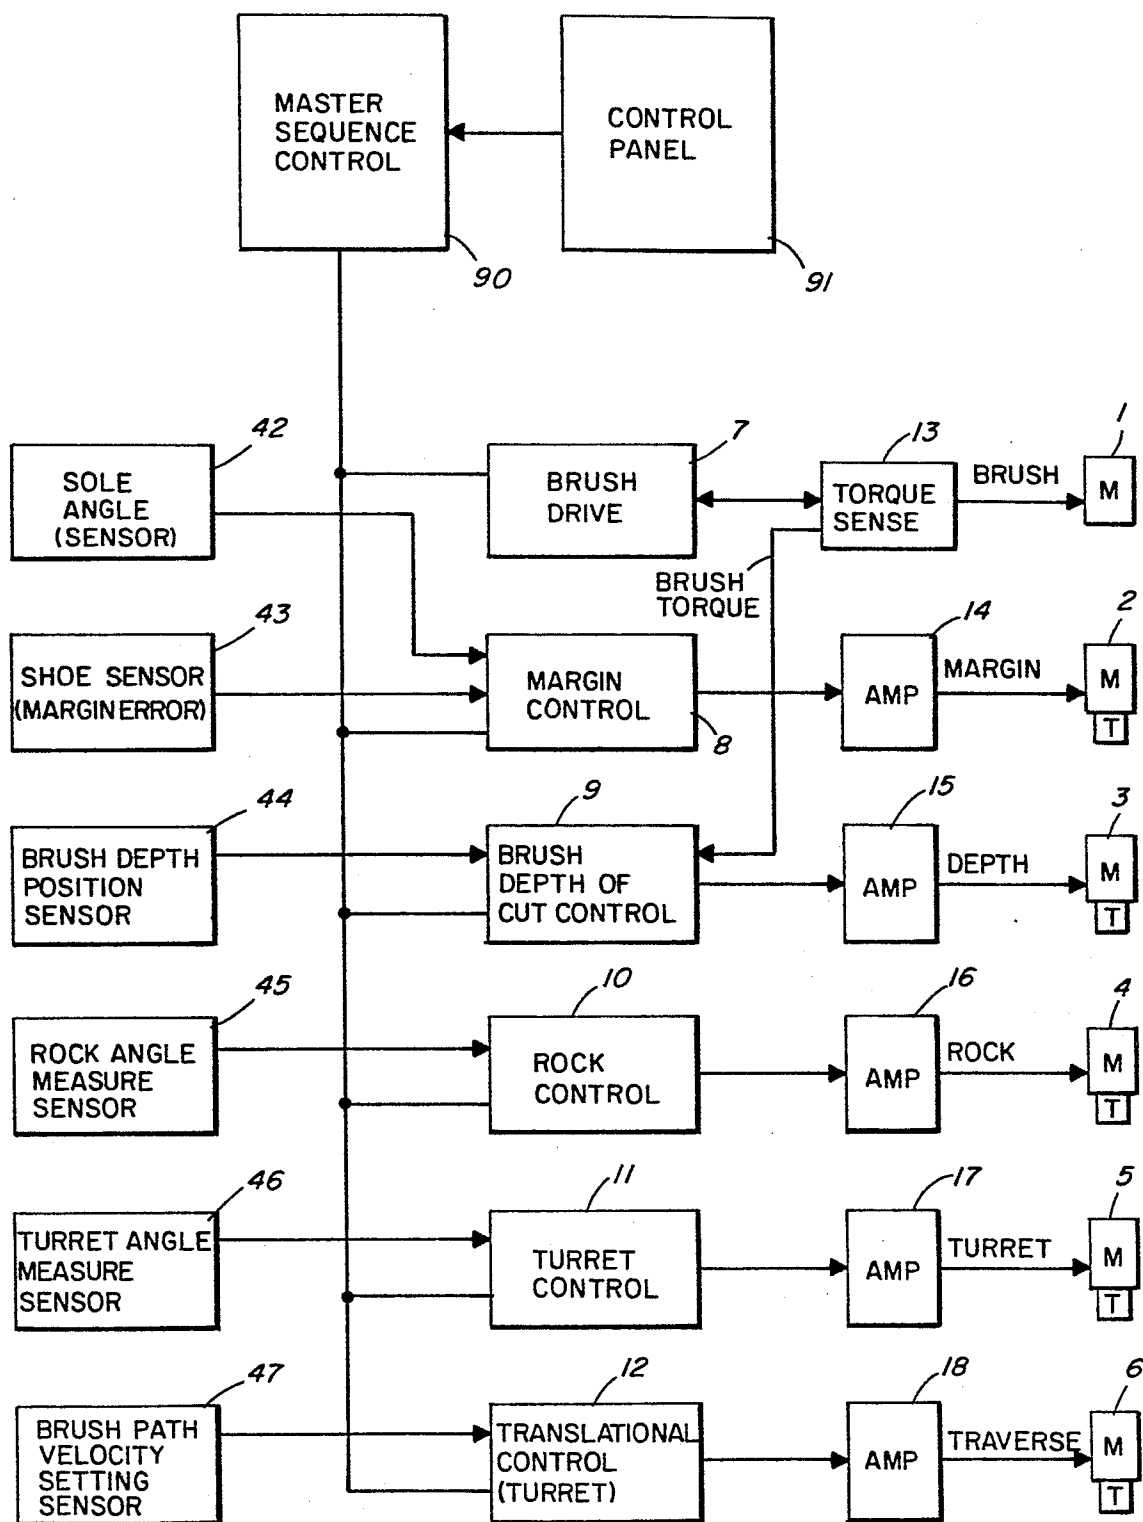 MASTER
SEQUENCE
CONTROL
CONTROL
PANEL
90
91
42
SOLE
ANGLE
(SENSOR)
7
BRUSH
DRIVE
13
TORQUE
SENSE
BRUSH
1
M
BRUSH
TORQUE
43
SHOE SENSOR
(MARGIN ERROR)
MARGIN
CONTROL
8
14
AMP
MARGIN
2
M
T
44
BRUSH DEPTH
POSITION
SENSOR
9
BRUSH
DEPTH OF
CUT CONTROL
15
AMP
DEPTH
3
M
T
45
ROCK ANGLE
MEASURE
SENSOR
10
ROCK
CONTROL
16
AMP
ROCK
4
M
T
46
TURRET ANGLE
MEASURE
SENSOR
11
TURRET
CONTROL
17
AMP
TURRET
5
M
T
47
BRUSH PATH
VELOCITY
SETTING
SENSOR
12
TRANSLATIONAL
CONTROL
(TURRET)
18
AMP
TRAVERSE
6
M
T